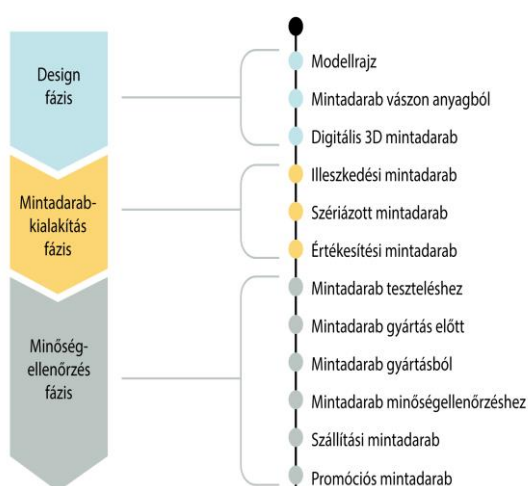 Design
fázis
Mintadarab-
kialakítás
fázis
Minőség-
ellenőrzés
fázis
Modellrajz
Mintadarab vászon anyagból
Digitális 3D mintadarab
Illeszkedési mintadarab
Szériázott mintadarab
Értékesítési mintadarab
Mintadarab teszteléshez
Mintadarab gyártás előtt
Mintadarab gyártásból
Mintadarab minőségellenőrzéshez
Szállítási mintadarab
Promóciós mintadarab